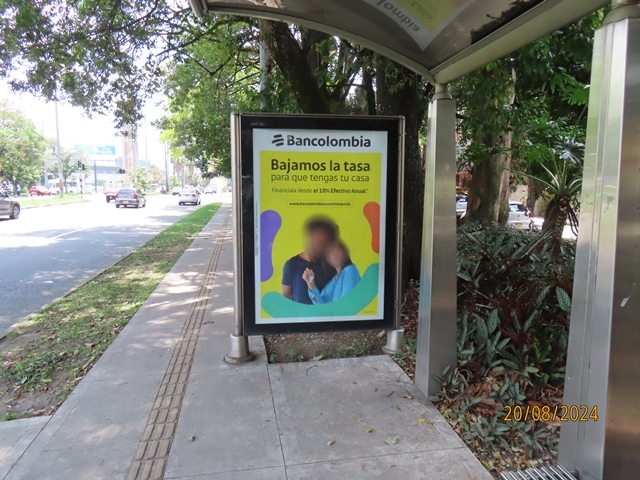 Bancolombia
Bajamos la tasa
para que tengas tu casa
Fináncíala desde el 10% Efectivo Anual*
www.bancolombia.com/vivienda
20/08/2024